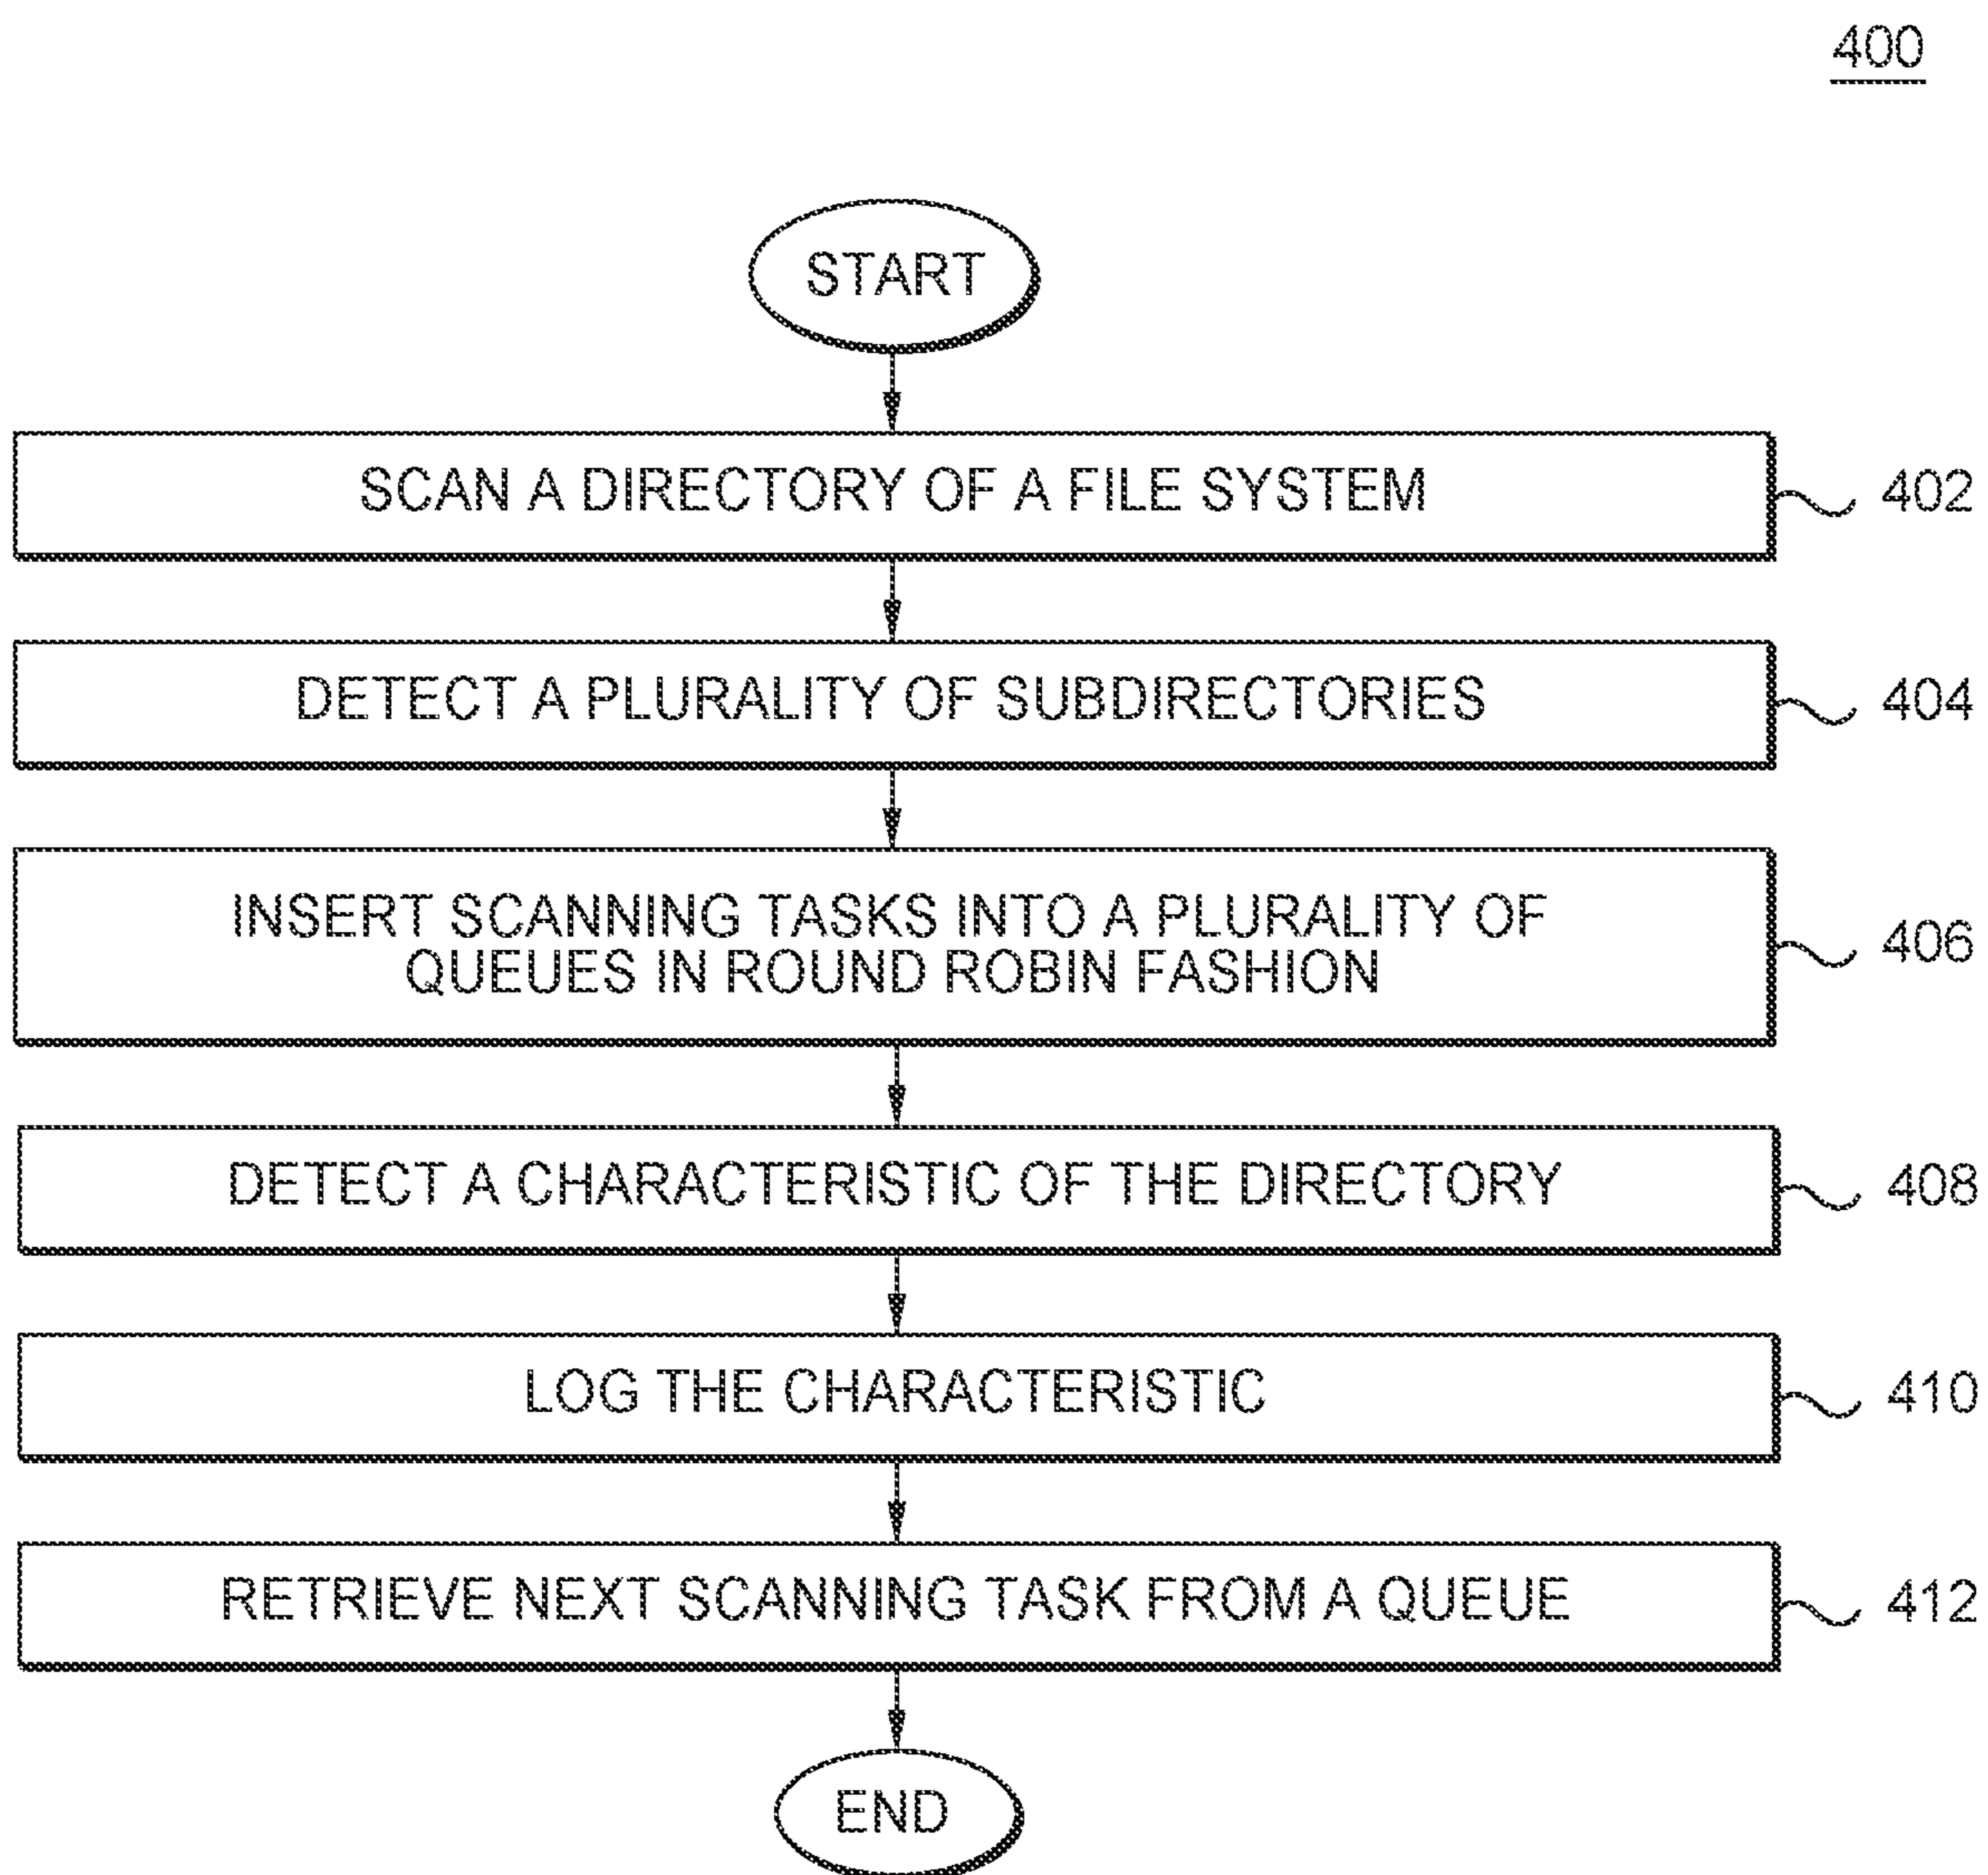 400
START
SCAN A DIRECTORY OF A FILE SYSTEM
402
DETECT A PLURALITY OF SUBDIRECTORIES
404
INSERT SCANNING TASKS INTO A PLURALITY OF
QUEUES IN ROUND ROBIN FASHION
406
DETECT A CHARACTERISTIC OF THE DIRECTORY
408
LOG THE CHARACTERISTIC
410
RETRIEVE NEXT SCANNING TASK FROM A QUEUE
412
END